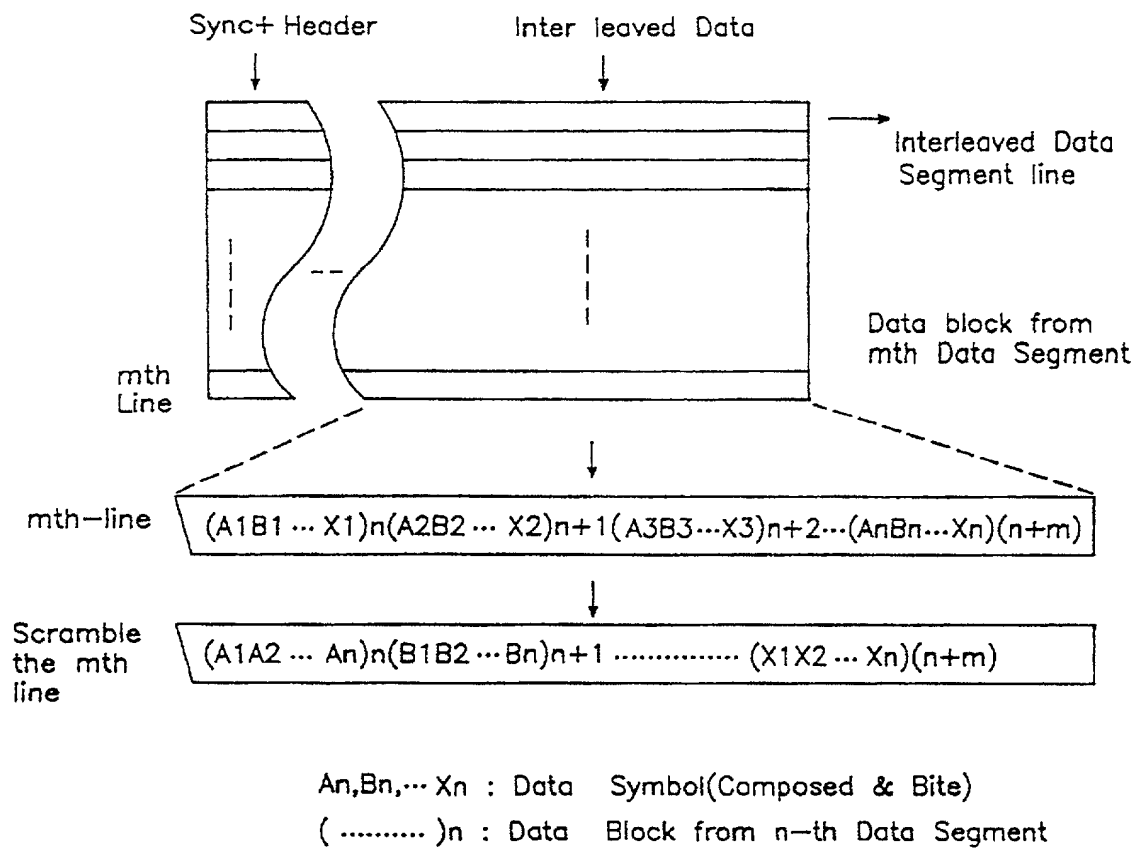 Sync+ Header
Inter leaved Data
Interleaved Data
Segment line
Data block from
mth Data Segment
mth
Line
mth-line
(A1B1 ··· X1)n(A2B2 ··· X2)n+1(A3B3···X3)n+2···(AnBn···Xn)(n+m)
Scramble
the mth
line
(A1A2 ··· An)n(B1B2 ···Bn)n+1 ··············· (X1X2 ··· Xn)(n+m)
An,Bn,··· Xn : Data Symbol(Composed & Bite)
( ·········· )n : Data Block from n-th Data Segment